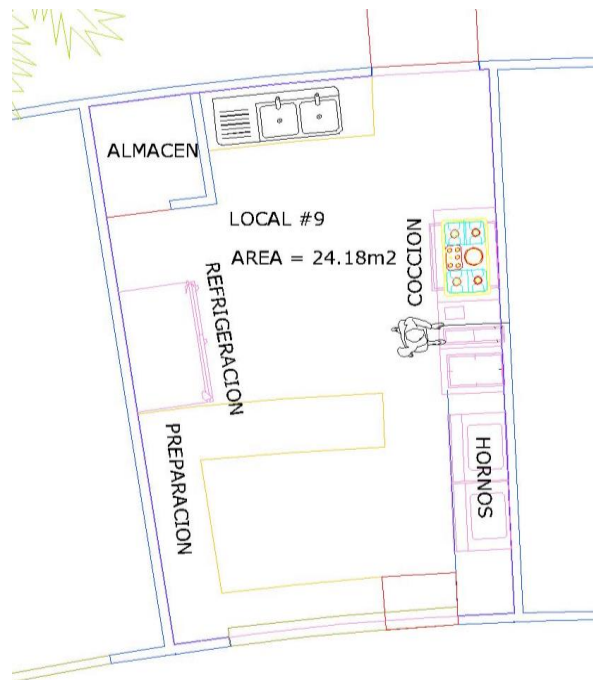 ALMACEN
LOCAL #9
AREA = 24.18m2
COCCION
REFRIGERACION
PREPARACION
HORNOS